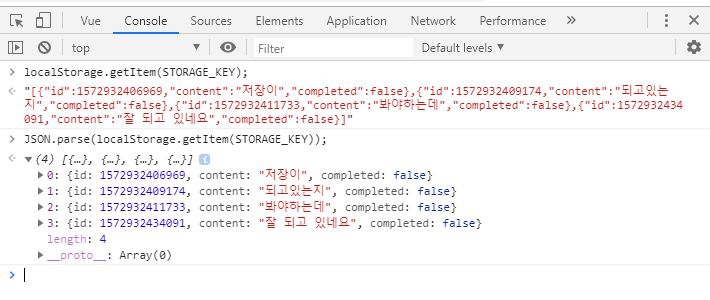 Vue Console Sources Elements Network Performance Memory
top Filter Default levels
> localStorage.getItem(STORAGE_KEY);
"[{"id":1572932406969,"content":"저장이","completed":false},{"id":1572932409174,"content":"되고있는
지","completed":false},{"id":1572932411733,"content":"봐야하는데","completed":false},{"id":1572932434
091,"content":"잘 되고 있네요","completed":false}]"
> JSON.parse(localStorage.getItem(STORAGE_KEY));
(4) [{…}, {…}, {…}, {…}] i
0: {id: 1572932406969, content: "저장이", completed: false}
1: {id: 1572932409174, content: "되고있는지", completed: false}
2: {id: 1572932411733, content: "봐야하는데", completed: false}
3: {id: 1572932434091, content: "잘 되고 있네요", completed: false}
length: 4
__proto__: Array(0)
>